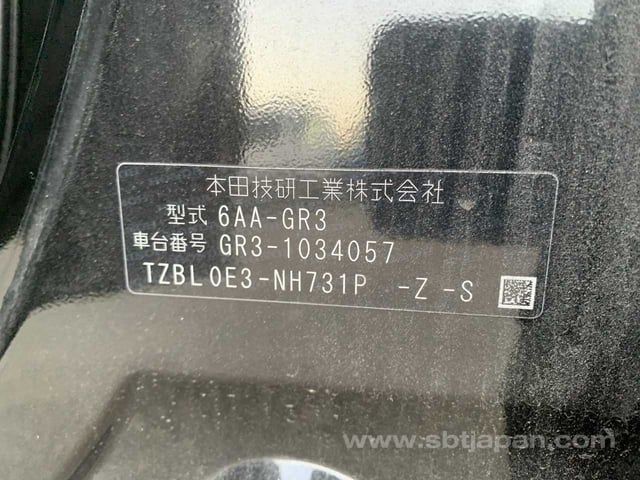 本田技研工業株式会社
型式 6AA-GR3
車台番号 GR3-1034057
TZBL0E3-NH731P -Z -S
www.sbtjapan.com